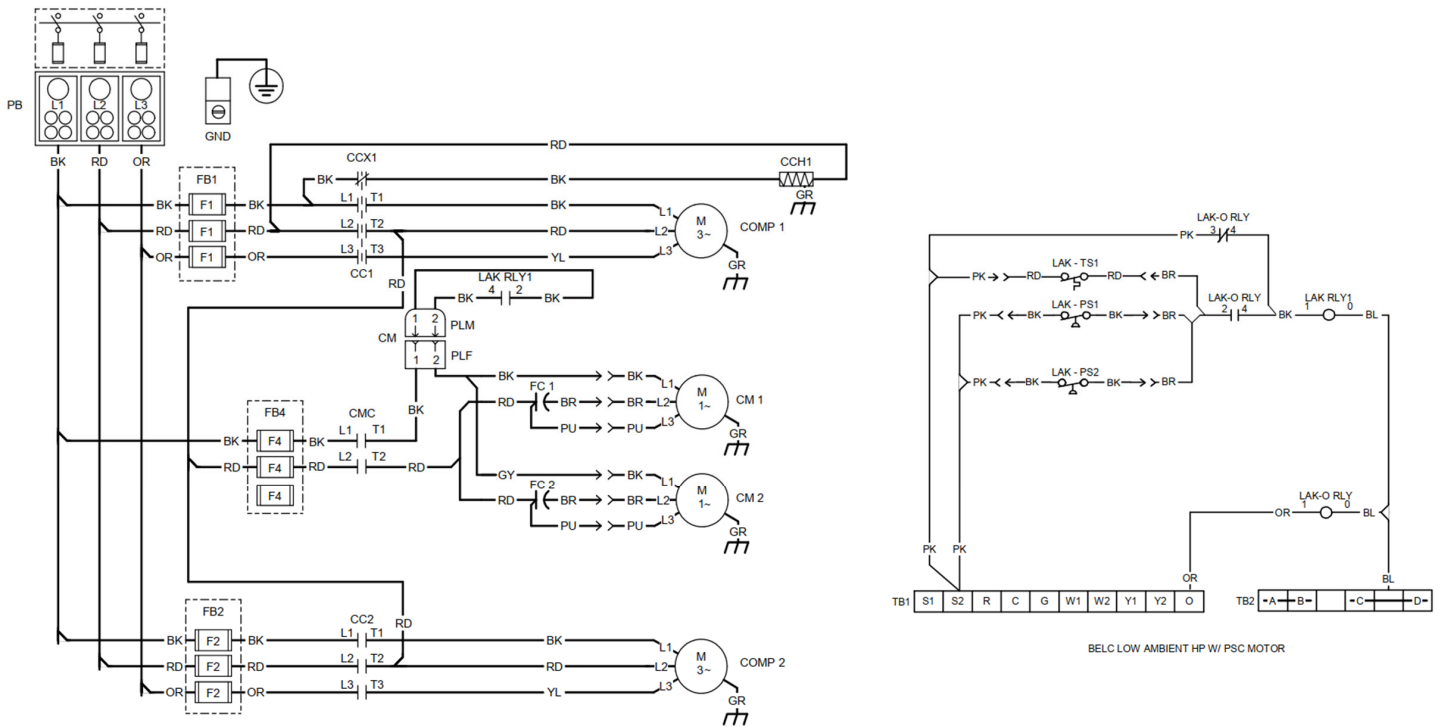 PB
L1 L2 L3
GND
BK RD OR
RD
CCX1
BK BK
CCH1
GR
FB1
BK F1 BK L1 T1 BK L1
RD F1 RD L2 T2 RD L2
OR F1 OR L3 T3 YL L3
CC1
M
3~
COMP 1
GR
RD
LAK RLY1
4 2
BK BK
1 2 PLM
CM
1 2 PLF
BK
BK BK L1
FC 1
RD BR BR L2
PU PU L3
M
1~
CM 1
GR
FB4
CMC
BK F4 BK L1 T1
RD F4 RD L2 T2 RD
F4
GY BK L1
FC 2
RD BR BR L2
PU PU L3
M
1~
CM 2
GR
FB2
CC2
RD
BK F2 BK L1 T1 BK L1
RD F2 RD L2 T2 RD L2
OR F2 OR L3 T3 YL L3
M
3~
COMP 2
GR
LAK-O RLY
PK 3 4
LAK - TS1
PK RD RD BR
LAK - PS1
PK BK BK BR
LAK-O RLY
2 4
BK
LAK RLY1
1 0
BL
LAK - PS2
PK BK BK BR
LAK-O RLY
OR 1 0 BL
PK PK
OR
BL
TB1 S1 S2 R C G W1 W2 Y1 Y2 O
TB2 A B C D
BELC LOW AMBIENT HP W/ PSC MOTOR